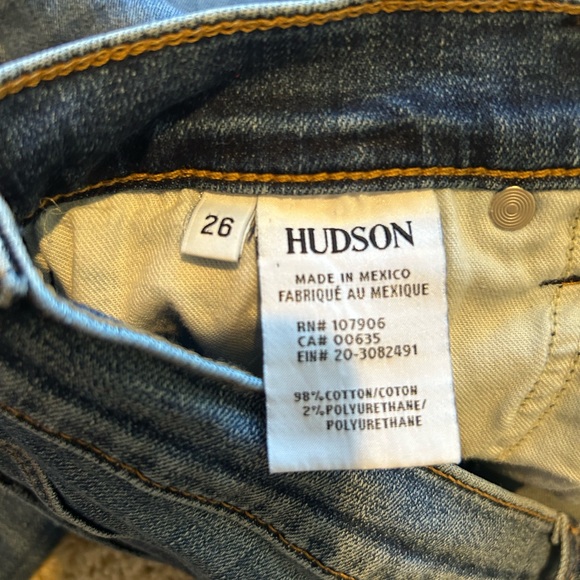 26
HUDSON
MADE IN MEXICO
FABRIQUÉ AU MEXIQUE
RN# 107906
CA# 00635
EIN# 20-3082491
98% COTTON/COTON
2% POLYURETHANE/
POLYURETHANE